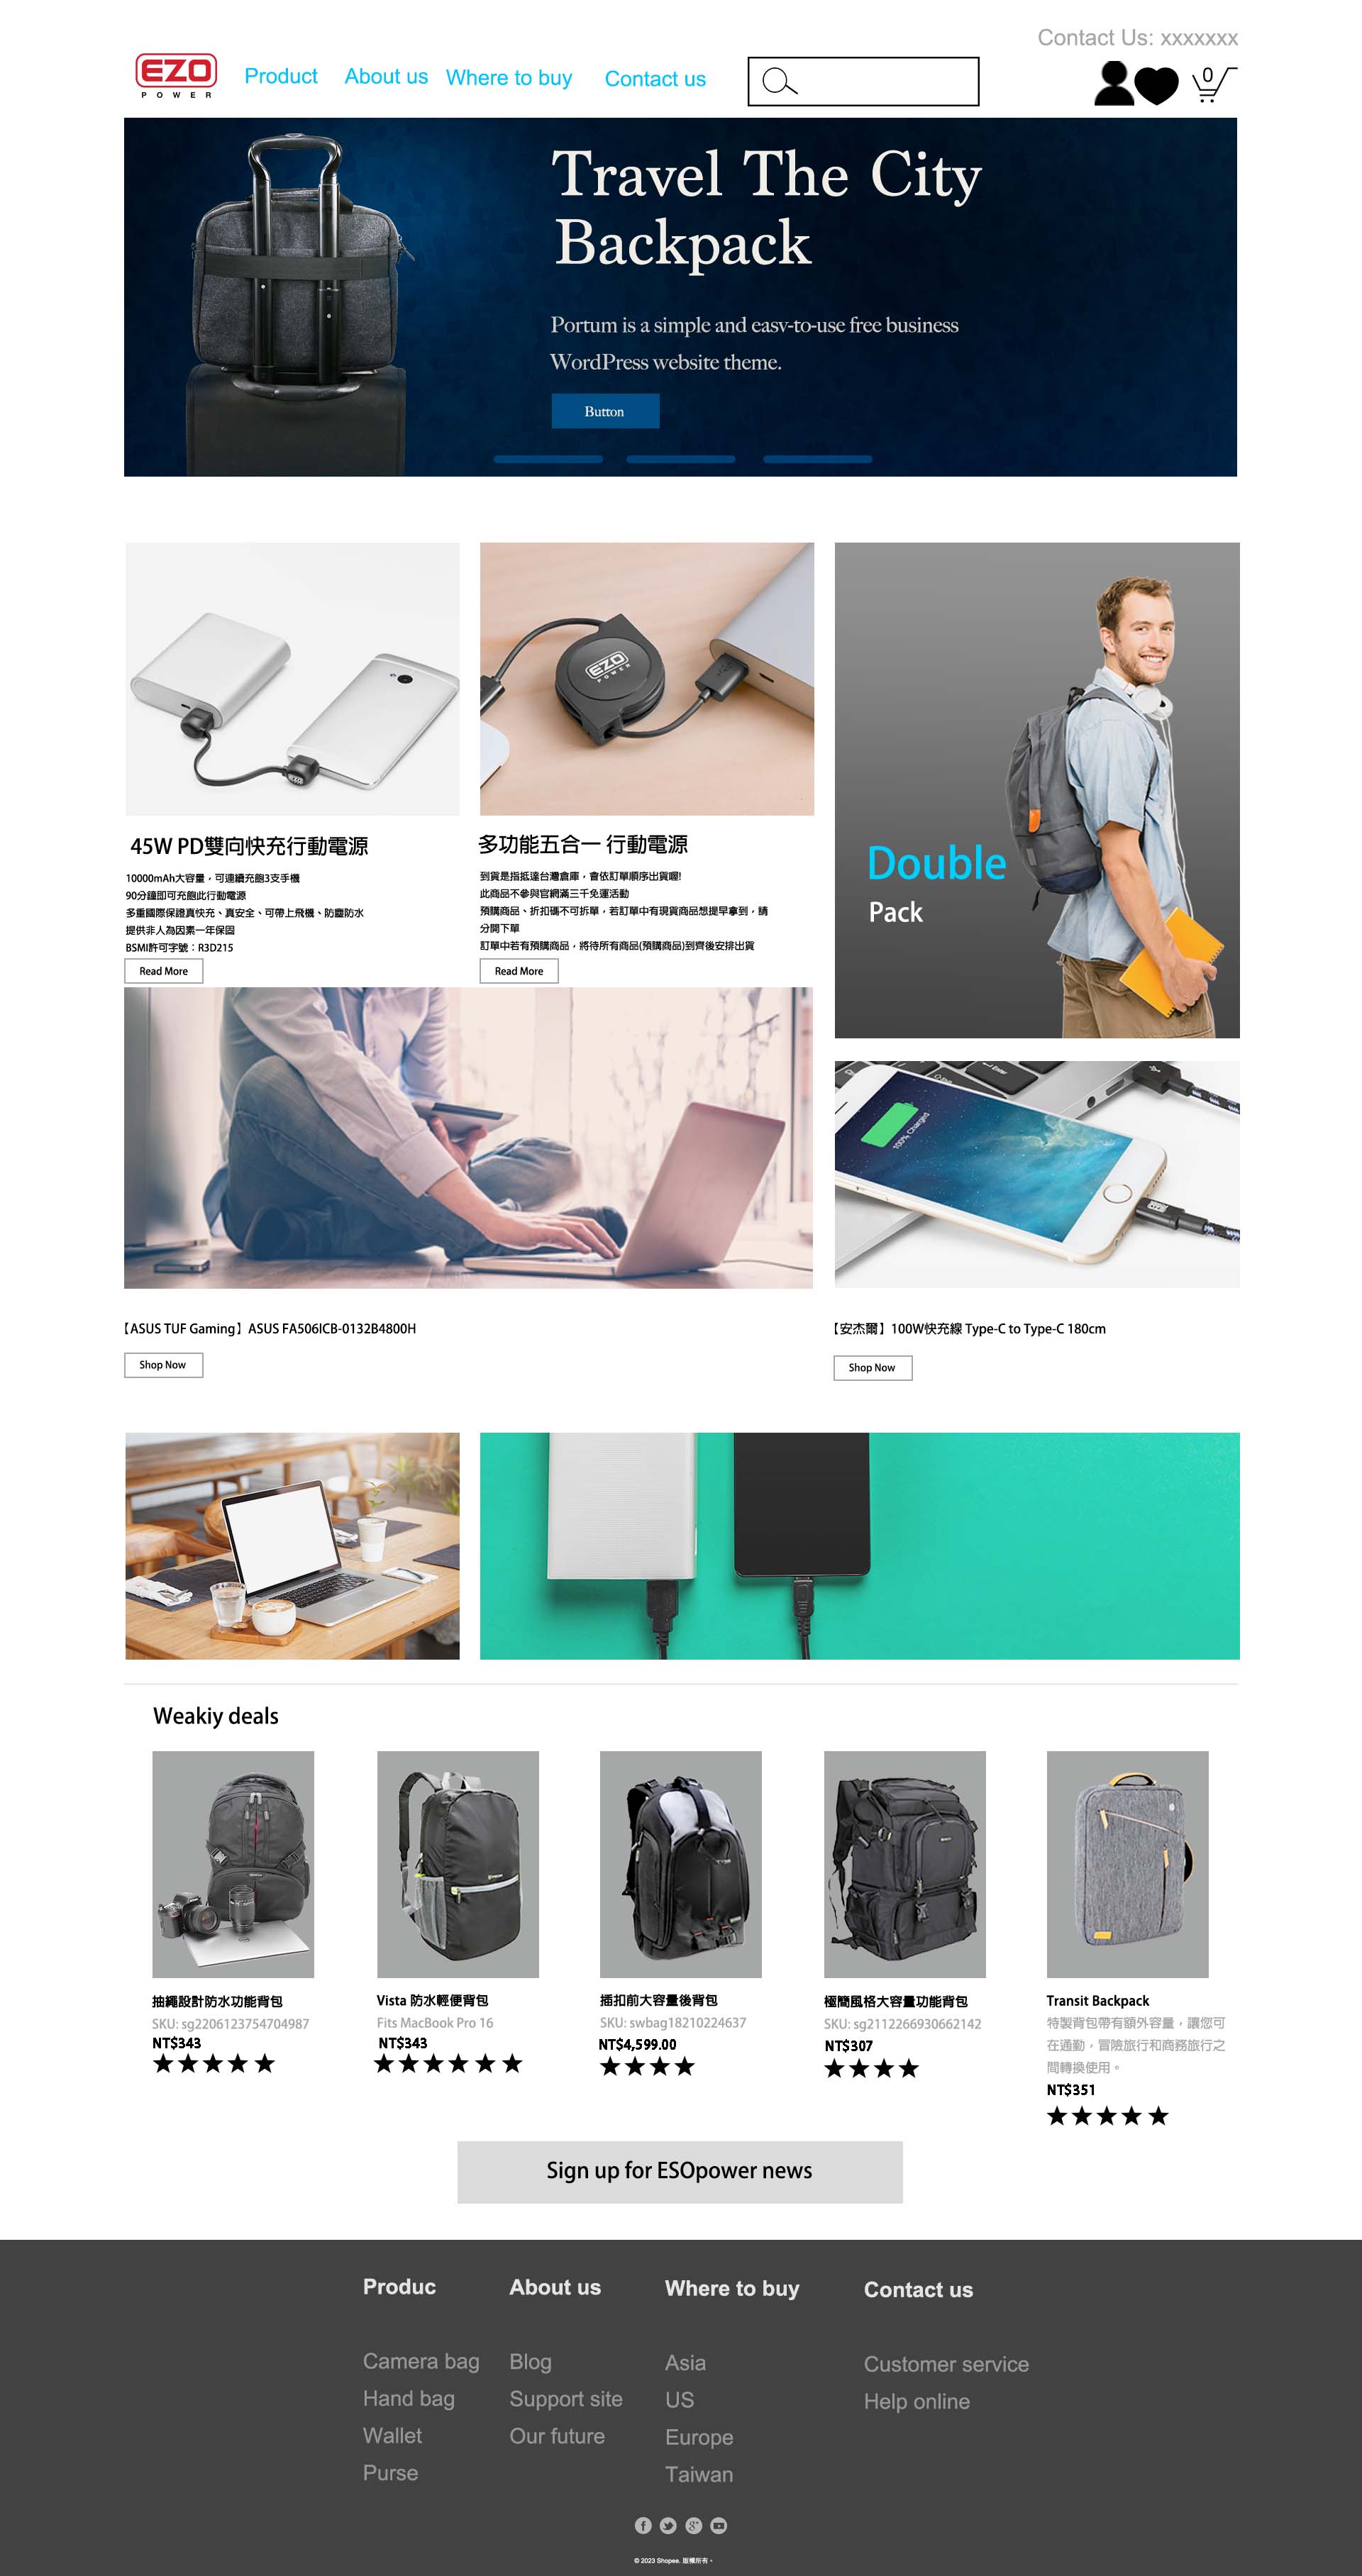 Contact Us: xxxxxxx
EZO
POWER
Product
About us
Where to buy
Contact us
0
Travel The City
Backpack
Portum is a simple and easv-to-use free business
WordPress website theme.
Button
EZO
POWER
45W PD雙向快充行動電源
10000mAh大容量，可連續充飽3支手機
90分鐘即可充飽此行動電源
多重國際保證真快充、真安全、可帶上飛機、防塵防水
提供非人為因素一年保固
BSMI許可字號：R3D215
Read More
多功能五合一 行動電源
到貨是指抵達台灣倉庫，會依訂單順序出貨喔!
此商品不參與官網滿三千免運活動
預購商品、折扣碼不可折單，若訂單中有現貨商品想提早拿到，請
分開下單
訂單中若有預購商品，將待所有商品(預購商品)到齊後安排出貨
Read More
Double
Pack
100% Charged
【ASUS TUF Gaming】ASUS FA506ICB-0132B4800H
Shop Now
【安杰爾】100W快充線 Type-C to Type-C 180cm
Shop Now
Weakiy deals
抽繩設計防水功能背包
SKU: sg2206123754704987
NT$343
Vista 防水輕便背包
Fits MacBook Pro 16
NT$343
插扣前大容量後背包
SKU: swbag18210224637
NT$4,599.00
極簡風格大容量功能背包
SKU: sg2112266930662142
NT$307
Transit Backpack
特製背包帶有額外容量，讓您可
在通勤，冒險旅行和商務旅行之
間轉換使用。
NT$351
Sign up for ESOpower news
Produc
Camera bag
Hand bag
Wallet
Purse
About us
Blog
Support site
Our future
Where to buy
Asia
US
Europe
Taiwan
Contact us
Customer service
Help online
© 2023 Shopee. 版權所有。